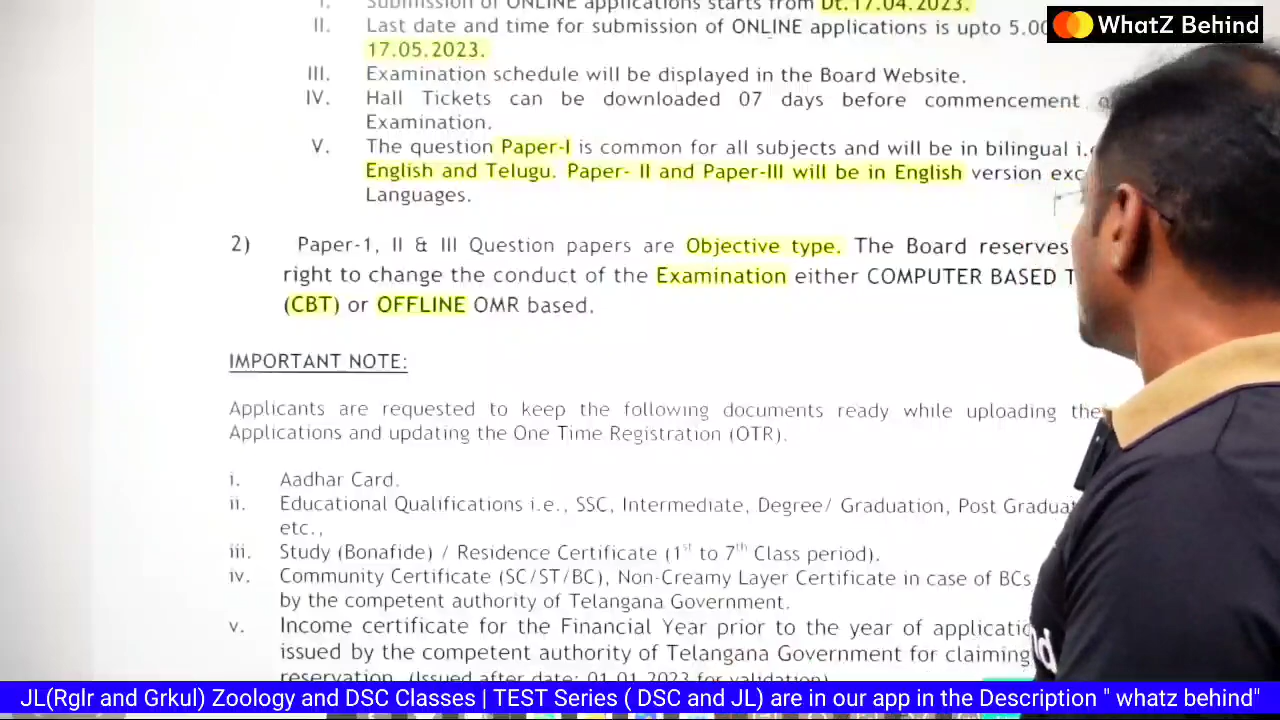 I. Submission of ONLINE applications starts from Dt.17.04.2023.
WhatZ Behind
II. Last date and time for submission of ONLINE applications is upto 5.00
17.05.2023.
III. Examination schedule will be displayed in the Board Website.
IV. Hall Tickets can be downloaded 07 days before commencement
Examination.
V. The question Paper-I is common for all subjects and will be in bilingual
English and Telugu. Paper- II and Paper-III will be in English version
Languages.
2) Paper-1, II & III Question papers are Objective type. The Board reserves
right to change the conduct of the Examination either COMPUTER BASED
(CBT) or OFFLINE OMR based.
IMPORTANT NOTE:
Applicants are requested to keep the following documents ready while uploading the
Applications and updating the One Time Registration (OTR).
i. Aadhar Card.
ii. Educational Qualifications i.e., SSC, Intermediate, Degree/ Graduation, Post
etc.,
iii. Study (Bonafide) / Residence Certificate (1st to 7th Class period).
iv. Community Certificate (SC/ST/BC), Non-Creamy Layer Certificate in case of BCs
by the competent authority of Telangana Government.
v. Income certificate for the Financial Year prior to the year of
issued by the competent authority of Telangana Government for claiming
reservation. (Issued after date: 01.01.2023 for validation)
JL(Rglr and Grkul) Zoology and DSC Classes | TEST Series ( DSC and JL) are in our app in the Description " whatz behind"